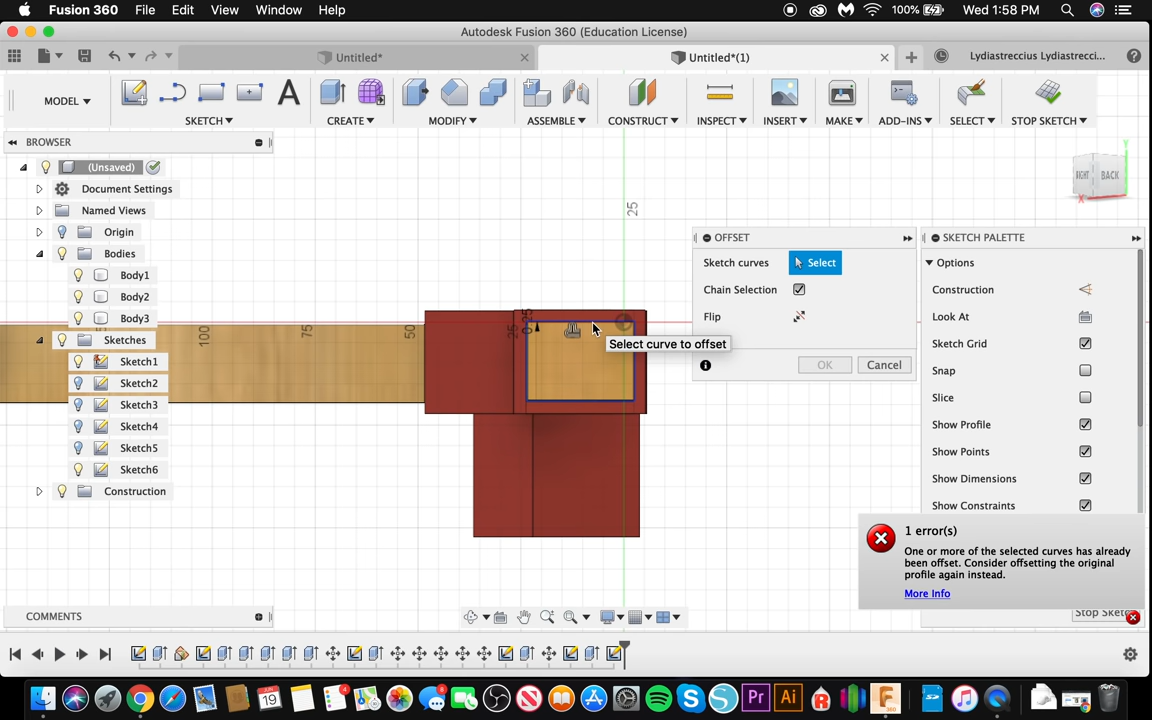 Fusion 360 File Edit View Window Help 100% Wed 1:58 PM
Autodesk Fusion 360 (Education License)
Untitled* Untitled*(1) Lydiastreccius Lydiastrecci...
MODEL SKETCH CREATE MODIFY ASSEMBLE CONSTRUCT INSPECT INSERT MAKE ADD-INS SELECT STOP SKETCH
BROWSER
(Unsaved)
Document Settings
Named Views
Origin
Bodies
Body1
Body2
Body3
Sketches
Sketch1
Sketch2
Sketch3
Sketch4
Sketch5
Sketch6
Construction
25
100
75
50
25
0.25
Y
RIGHT BACK
X
OFFSET
Sketch curves Select
Chain Selection
Flip
OK Cancel
Select curve to offset
SKETCH PALETTE
Options
Construction
Look At
Sketch Grid
Snap
Slice
Show Profile
Show Points
Show Dimensions
Show Constraints
1 error(s)
One or more of the selected curves has already
been offset. Consider offsetting the original
profile again instead.
More Info
Stop Sketch
COMMENTS